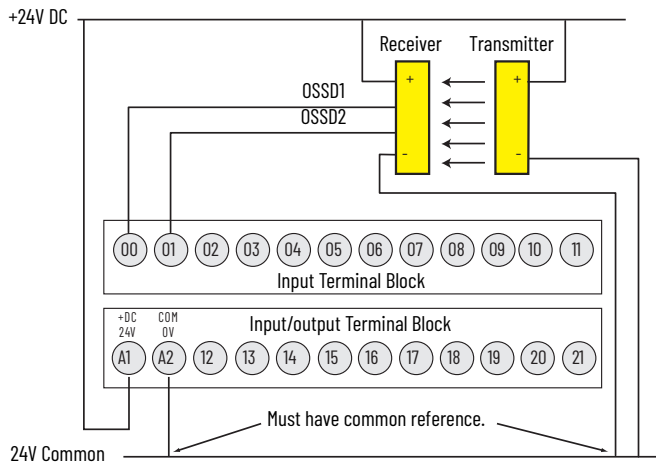 +24V DC
Receiver Transmitter
+ +
OSSD1
OSSD2
- -
00 01 02 03 04 05 06 07 08 09 10 11
Input Terminal Block
+DC 24V
COM 0V
Input/output Terminal Block
A1 A2 12 13 14 15 16 17 18 19 20 21
Must have common reference.
24V Common